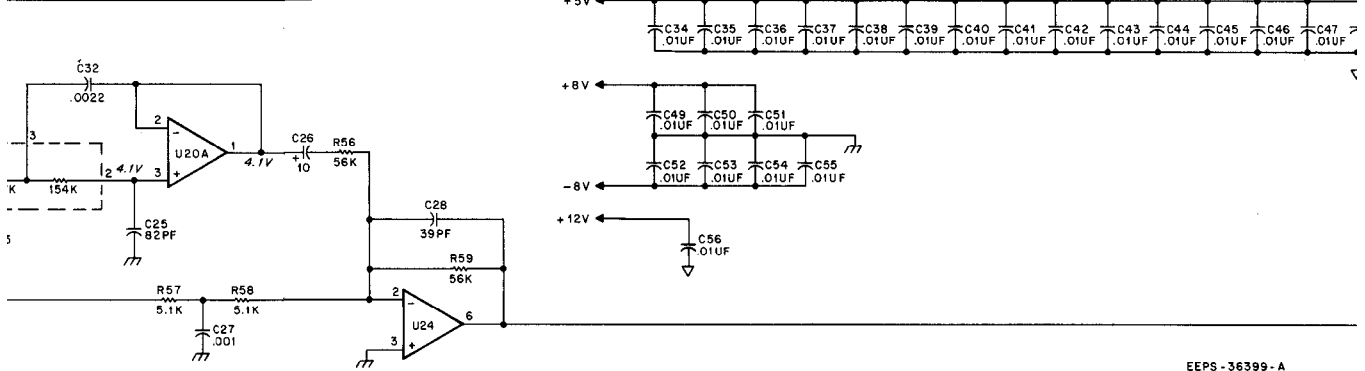 +5V
C34 C35 C36 C37 C38 C39 C40 C41 C42 C43 C44 C45 C46 C47
.01UF .01UF .01UF .01UF .01UF .01UF .01UF .01UF .01UF .01UF .01UF .01UF .01UF .01UF
C32
.0022
+8V
C49 C50 C51
.01UF .01UF .01UF
C52 C53 C54 C55
.01UF .01UF .01UF .01UF
-8V
+12V
C56
.01UF
3
2
-
U20A
1
4.1V
3
+
K
154K
2
4.1V
C25
82PF
C26
+
10
R56
56K
C28
39PF
R59
56K
R57
5.1K
R58
5.1K
C27
.001
2
-
U24
6
3
+
EEPS-36399-A